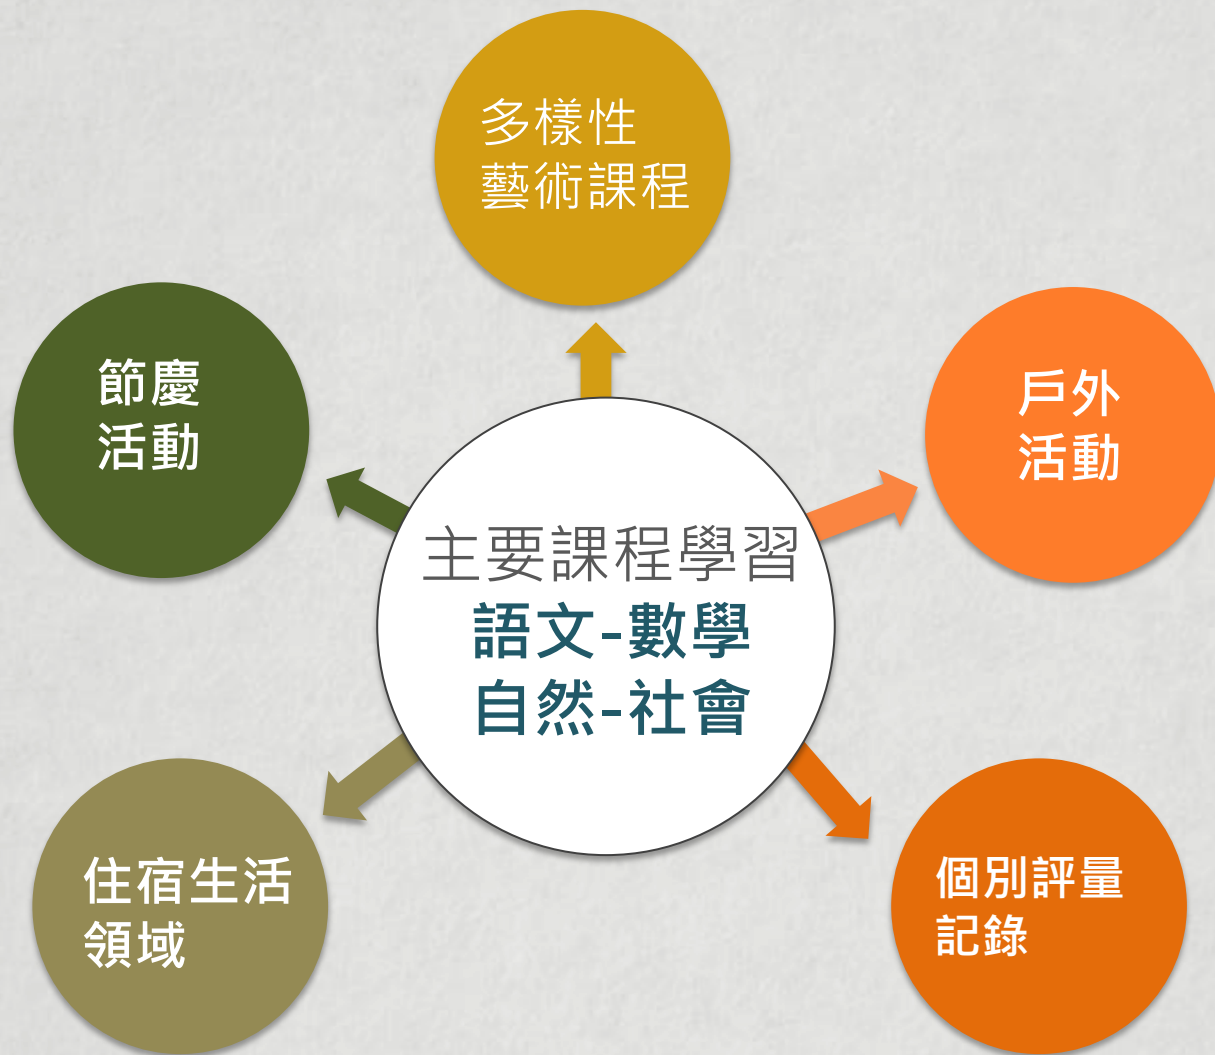 多樣性
藝術課程
節慶
活動
戶外
活動
主要課程學習
語文-數學
自然-社會
住宿生活
領域
個別評量
記錄